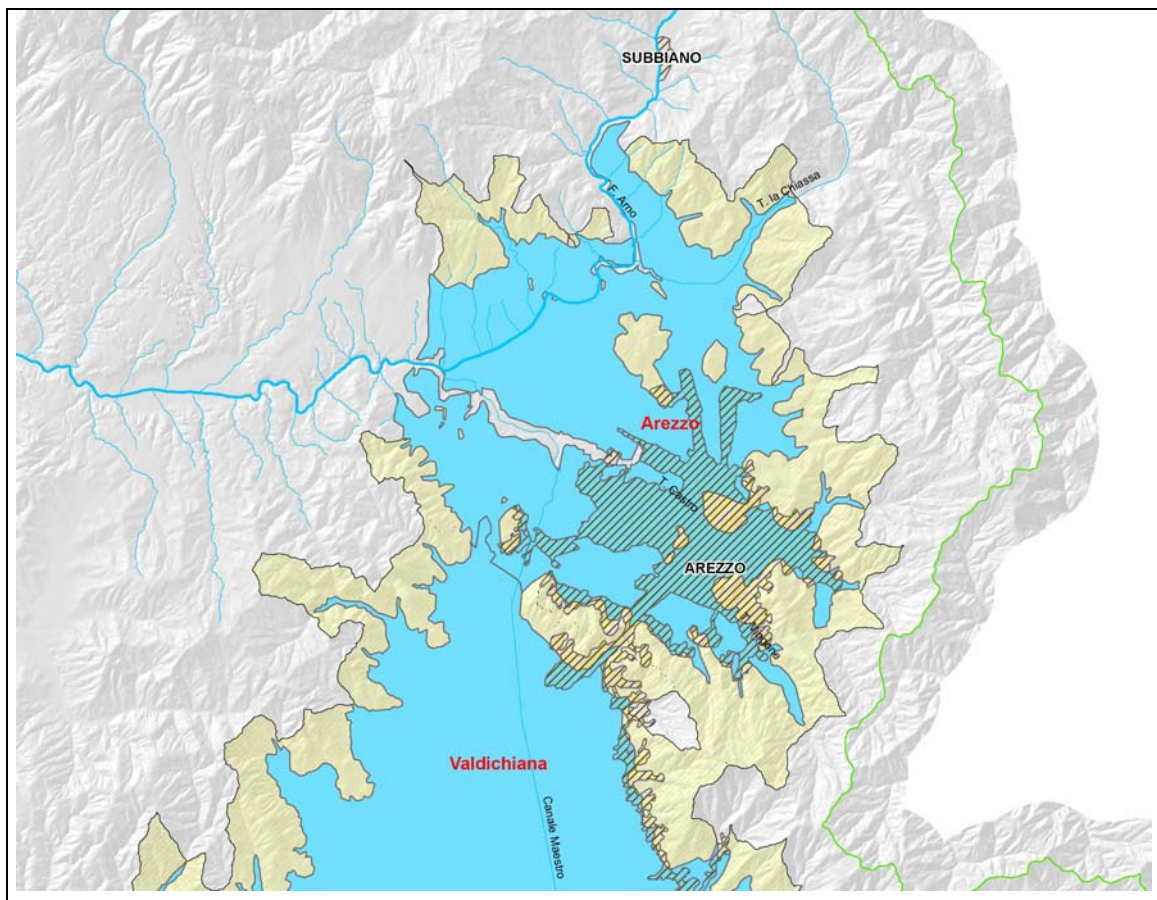 SUBBIANO
F. Arno
T. la Chiassa
Arezzo
T. Castro
AREZZO
Valdichiana
Canale Maestro